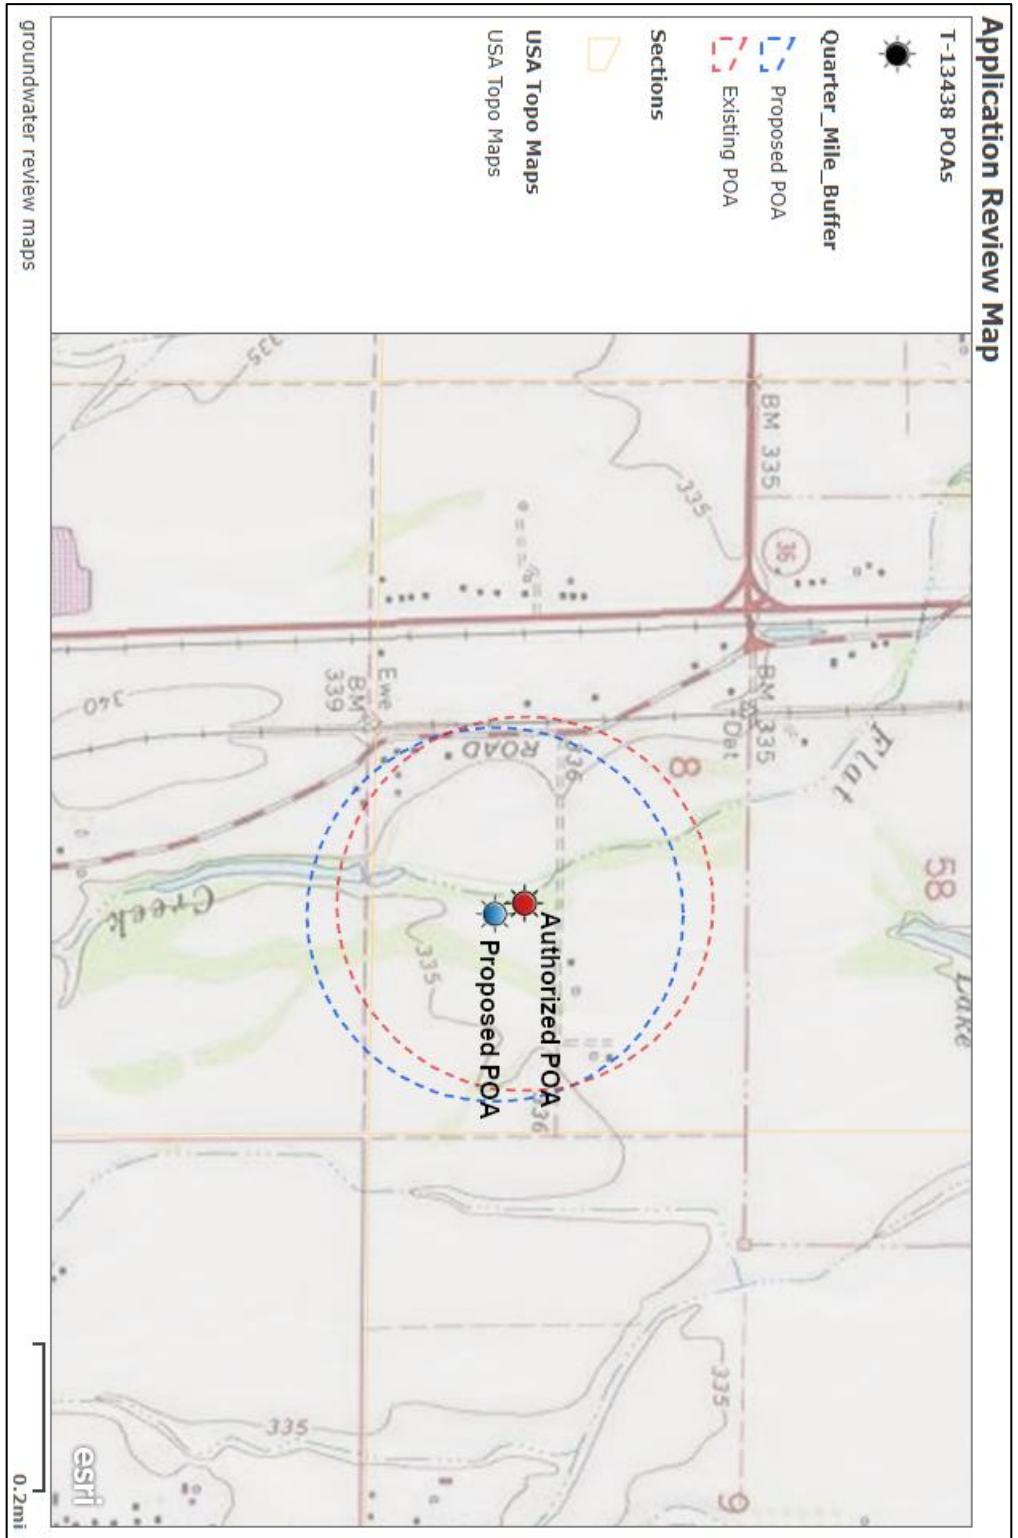 Application Review Map
T-13438 POAs
Quarter_Mile_Buffer
Proposed POA
Existing POA
Sections
USA Topo Maps
USA Topo Maps
335
BM 335
335
36
BM 335
Det
Ewe
BM
339
340
ROAD
336
8
Flat
58
Lake
Creek
335
Authorized POA
Proposed POA
336
335
335
9
esri
0.2mi
groundwater review maps